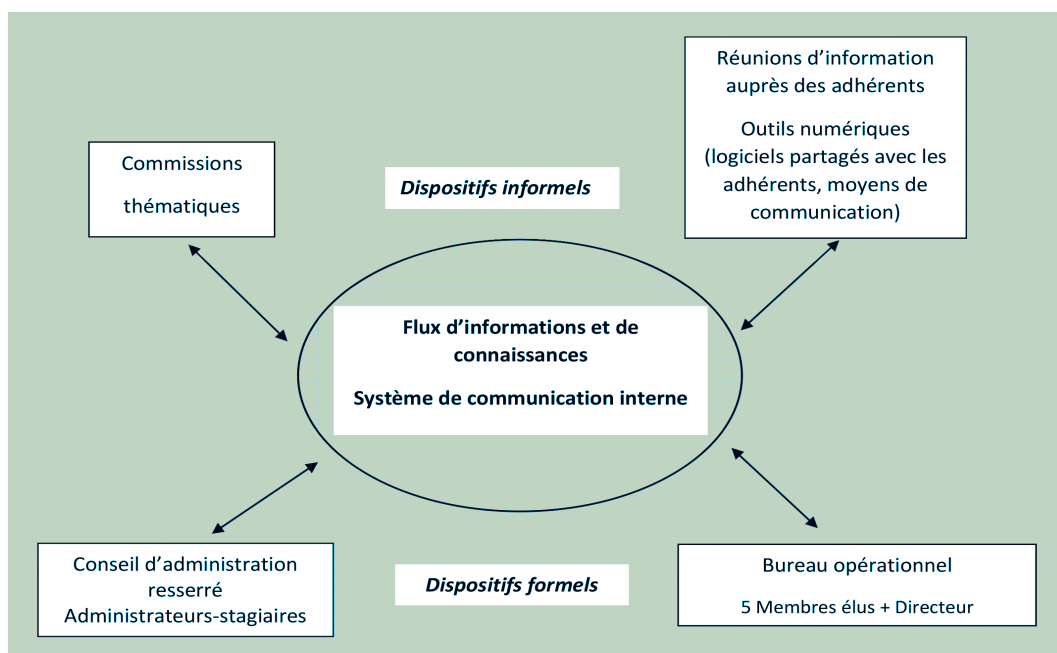 Réunions d'information
auprès des adhérents
Outils numériques
(logiciels partagés avec les
adhérents, moyens de
communication)
Commissions
thématiques
Dispositifs informels
Flux d'informations et de
connaissances
Système de communication interne
Conseil d'administration
resserré
Administrateurs-stagiaires
Dispositifs formels
Bureau opérationnel
5 Membres élus + Directeur